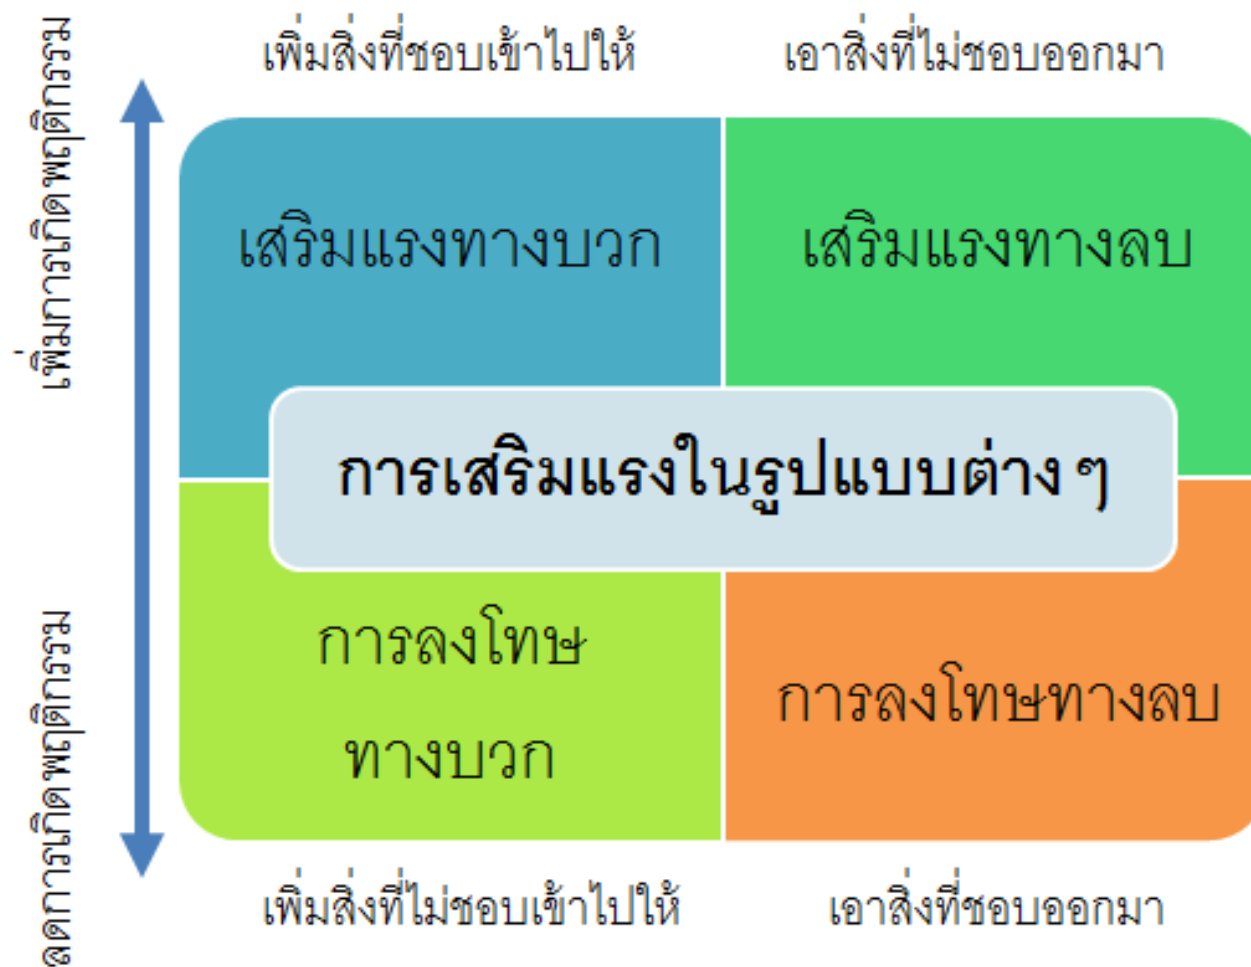 เพิ่มสิ่งที่ชอบเข้าไปให้
เอาสิ่งที่ไม่ชอบออกมา
เพิ่มการเกิดพฤติกรรม
เสริมแรงทางบวก
เสริมแรงทางลบ
การเสริมแรงในรูปแบบต่าง ๆ
การลงโทษ
ทางบวก
การลงโทษทางลบ
ลดการเกิดพฤติกรรม
เพิ่มสิ่งที่ไม่ชอบเข้าไปให้
เอาสิ่งที่ชอบออกมา